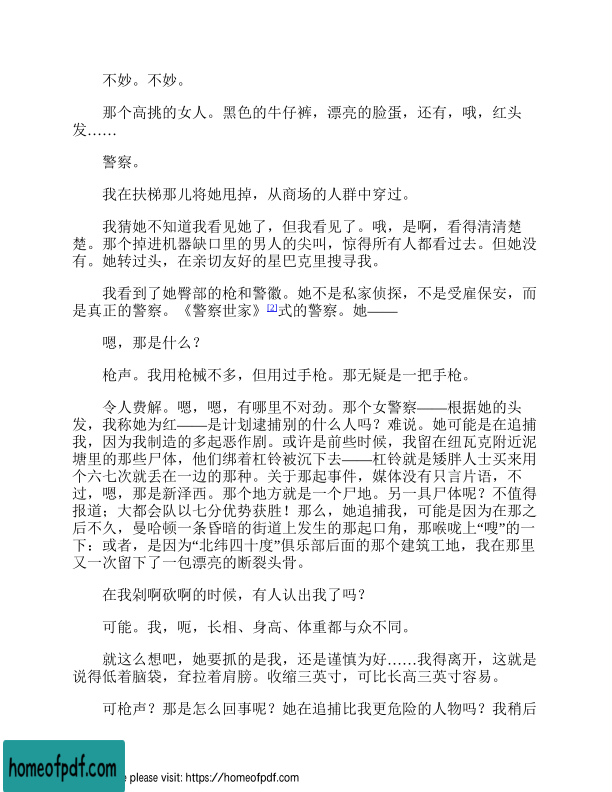 不妙。不妙。
那个高挑的女人。黑色的牛仔裤，漂亮的脸蛋，还有，哦，红头
发……
警察。
我在扶梯那儿将她甩掉，从商场的人群中穿过。
我猜她不知道我看见她了，但我看见了。哦，是啊，看得清清楚
楚。那个掉进机器缺口里的男人的尖叫，惊得所有人都看过去。但她没
有。她转过头，在亲切友好的星巴克里搜寻我。
我看到了她臀部的枪和警徽。她不是私家侦探，不是受雇保安，而
是真正的警察。《警察世家》[2]式的警察。她——
嗯，那是什么？
枪声。我用枪械不多，但用过手枪。那无疑是一把手枪。
令人费解。嗯，嗯，有哪里不对劲。那个女警察——根据她的头
发，我称她为红——是计划逮捕别的什么人吗？难说。她可能是在追捕
我，因为我制造的多起恶作剧。或许是前些时候，我留在纽瓦克附近泥
塘里的那些尸体，他们绑着杠铃被沉下去——杠铃就是矮胖人士买来用
个六七次就丢在一边的那种。关于那起事件，媒体没有只言片语，不
过，嗯，那是新泽西。那个地方就是一个尸地。另一具尸体呢？不值得
报道；大都会队以七分优势获胜！那么，她追捕我，可能是因为在那之
后不久，曼哈顿一条昏暗的街道上发生的那起口角，那喉咙上“嗖”的一
下：或者，是因为“北纬四十度”俱乐部后面的那个建筑工地，我在那里
又一次留下了一包漂亮的断裂头骨。
在我剁啊砍啊的时候，有人认出我了吗？
可能。我，呃，长相、身高、体重都与众不同。
就这么想吧，她要抓的是我，还是谨慎为好……我得离开，这就是
说得低着脑袋，耷拉着肩膀。收缩三英寸，可比长高三英寸容易。
可枪声？那是怎么回事呢？她在追捕比我更危险的人物吗？我稍后
homeofpdf.com
e please visit: https://homeofpdf.com